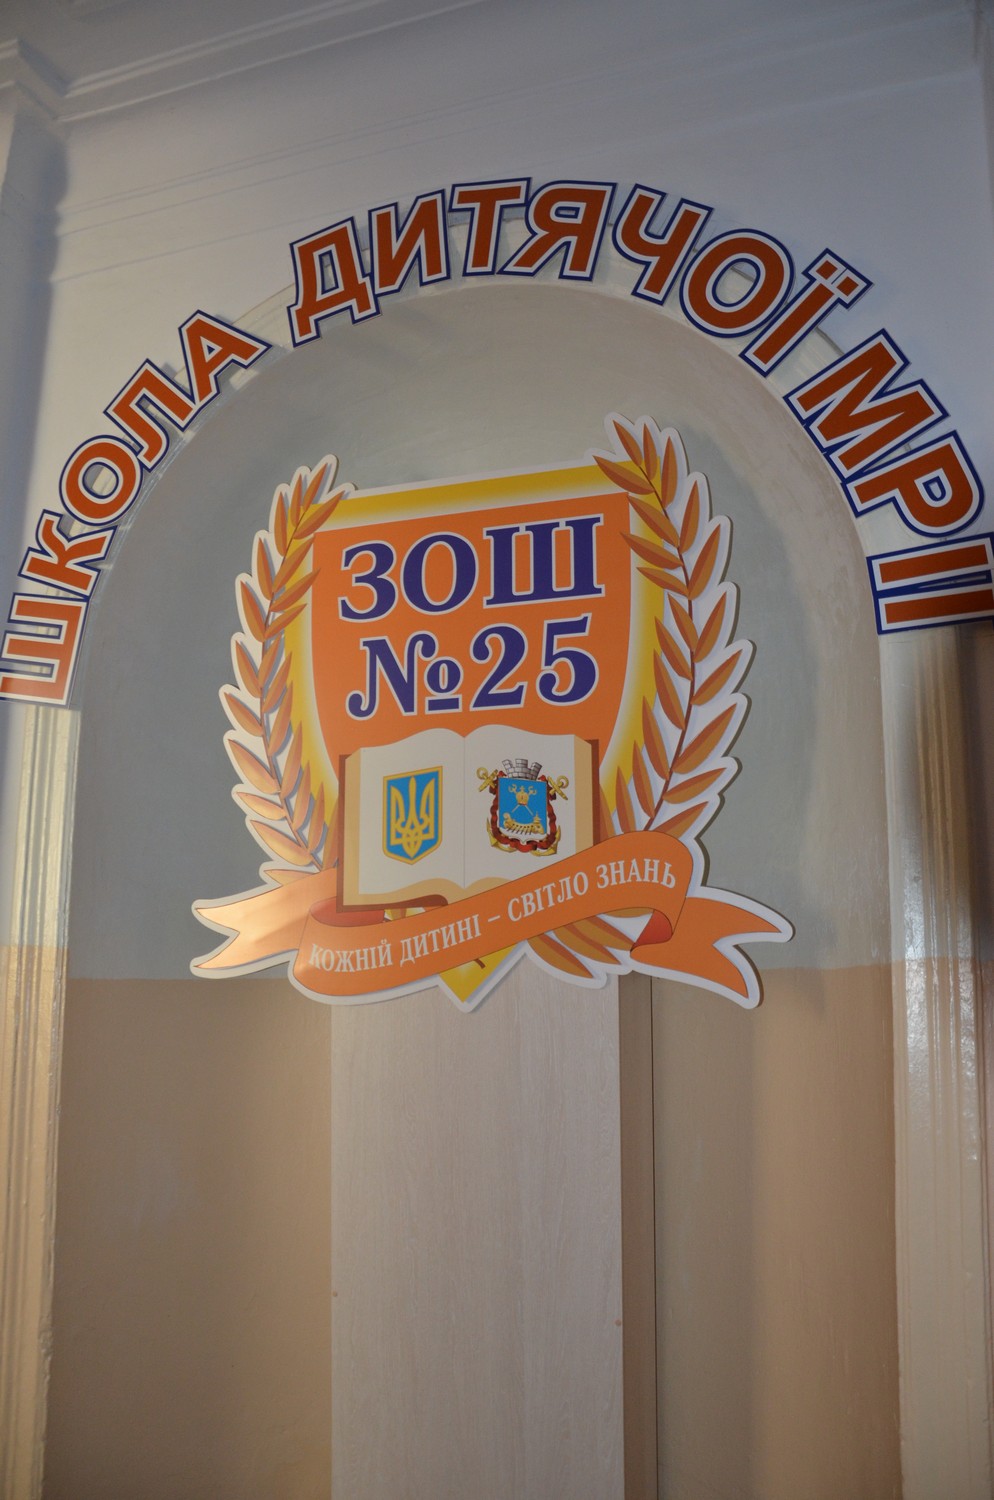 ШКОЛА ДИТЯЧОЇ МРІЇ
ЗОШ
№25
КОЖНІЙ ДИТИНІ – СВІТЛО ЗНАНЬ